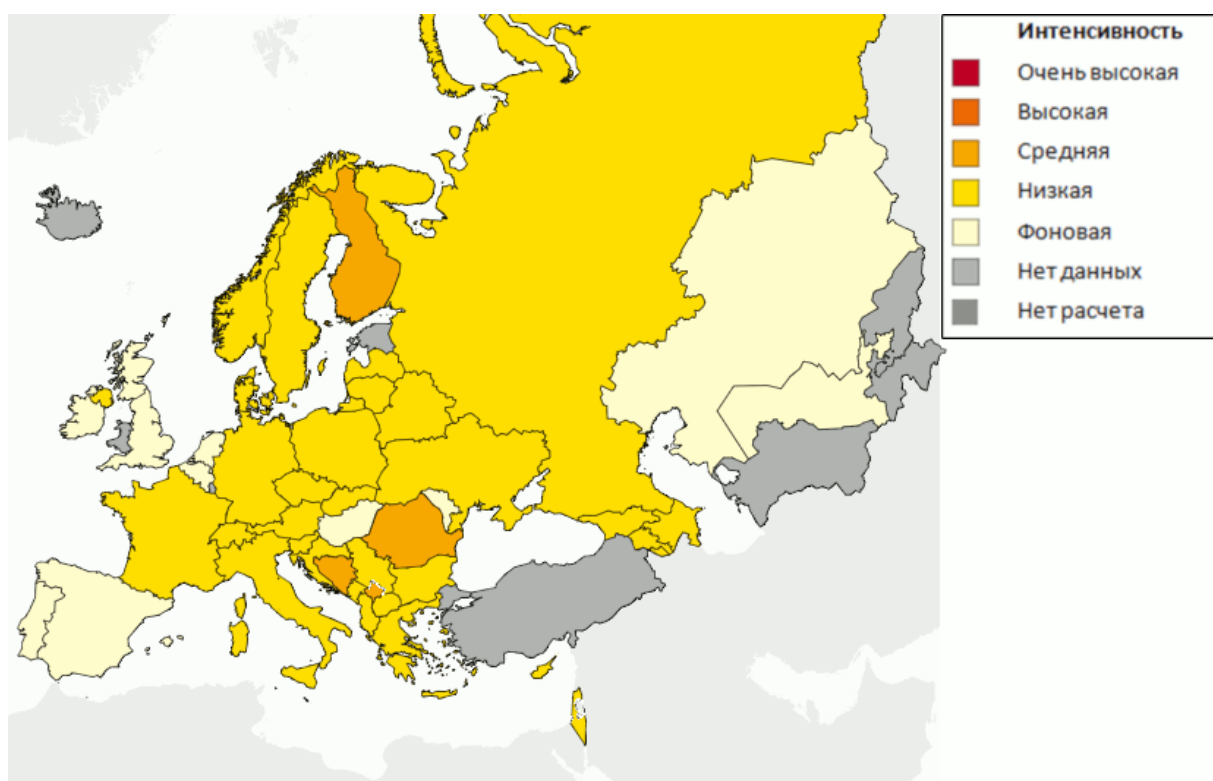 Интенсивность
Очень высокая
Высокая
Средняя
Низкая
Фоновая
Нет данных
Нет расчета